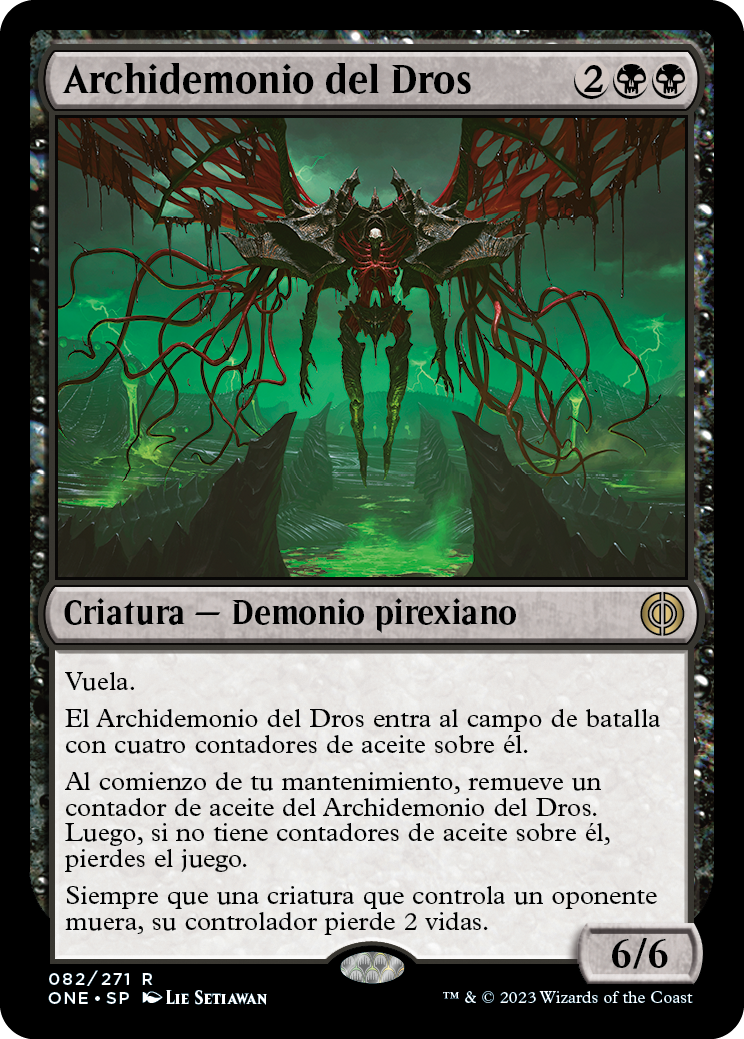 Archidemonio del Dros 2
Criatura — Demonio pirexiano
Vuela.
El Archidemonio del Dros entra al campo de batalla
con cuatro contadores de aceite sobre él.
Al comienzo de tu mantenimiento, remueve un
contador de aceite del Archidemonio del Dros.
Luego, si no tiene contadores de aceite sobre él,
pierdes el juego.
Siempre que una criatura que controla un oponente
muera, su controlador pierde 2 vidas.
6/6
082/271 R
ONE • SP Lie Setiawan
™ & © 2023 Wizards of the Coast